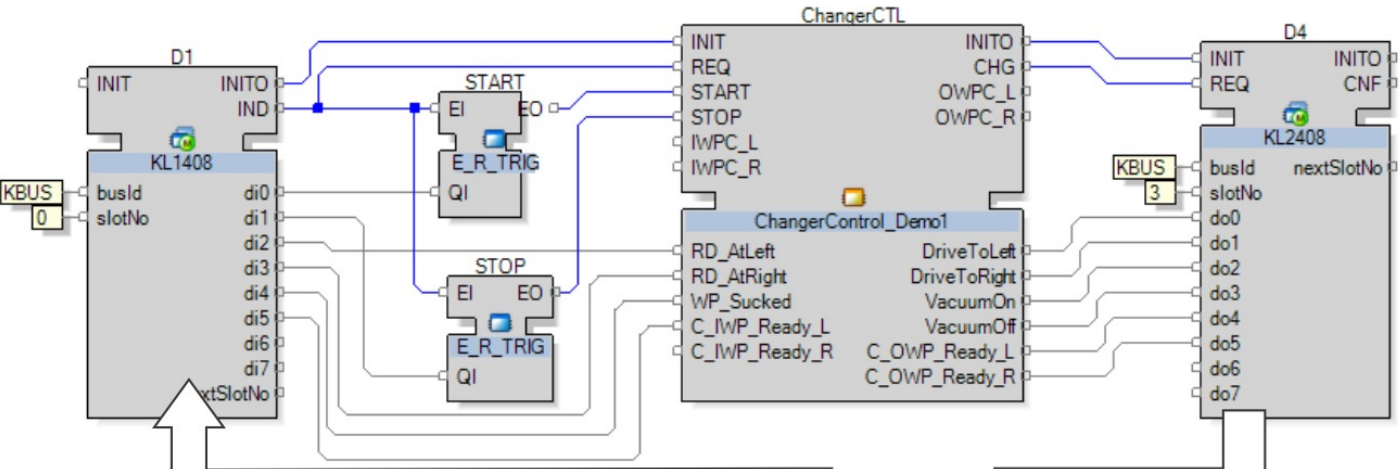 D1
INIT INITO
IND
KL1408
KBUS busId di0
0 slotNo di1
di2
di3
di4
di5
di6
di7
xtSlotNo
START
EI EO
E_R_TRIG
QI
STOP
EI EO
E_R_TRIG
QI
ChangerCTL
INIT INITO
REQ CHG
START OWPC_L
STOP OWPC_R
IWPC_L
IWPC_R
ChangerControl_Demo1
RD_AtLeft DriveToLeft
RD_AtRight DriveToRight
WP_Sucked VacuumOn
C_IWP_Ready_L VacuumOff
C_IWP_Ready_R C_OWP_Ready_L
C_OWP_Ready_R
D4
INIT INITO
REQ CNF
KL2408
KBUS busId nextSlotNo
3 slotNo
do0
do1
do2
do3
do4
do5
do6
do7